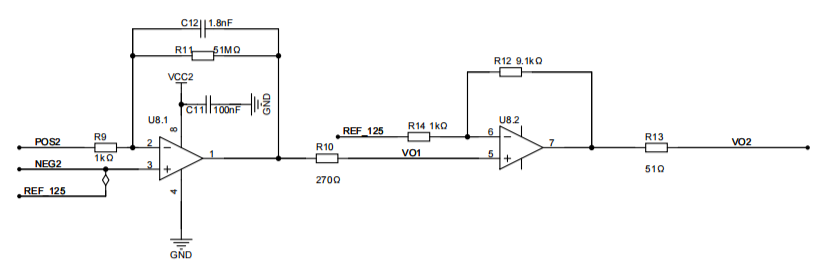 C12 1.8nF
R11 51MΩ
R12 9.1kΩ
VCC2
C11 100nF
GND
U8.1
8
U8.2
REF_125 R14 1kΩ
6
7
R13
VO2
51Ω
POS2
R9
1kΩ
2
NEG2
3
1
R10
270Ω
VO1
5
REF_125
4
GND